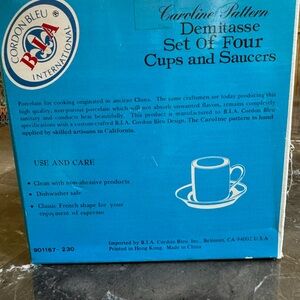 CORDON BLEU
B.I.A
INTERNATIONAL
Caroline Pattern
Demitasse
Set Of Four
Cups and Saucers
Porcelain for cooking originated in ancient China. The same craftsmen are today producing this
high quality, non-porous porcelain which will not absorb unwanted flavors, remains completely
sanitary and conducts heat beautifully. This product is manufactured to B.I.A. Cordon Bleu
specifications with a custom-crafted B.I.A. Cordon Bleu Design. The Caroline pattern is hand
applied by skilled artisans in California.
USE AND CARE
• Clean with non-abrasive products
• Dishwasher safe
• Classic French shape for your
enjoyment of espresso
901167 - 230
Imported by B.I.A. Cordon Bleu Inc., Belmont, CA 94002 U.S.A
Printed in Hong Kong Made in China